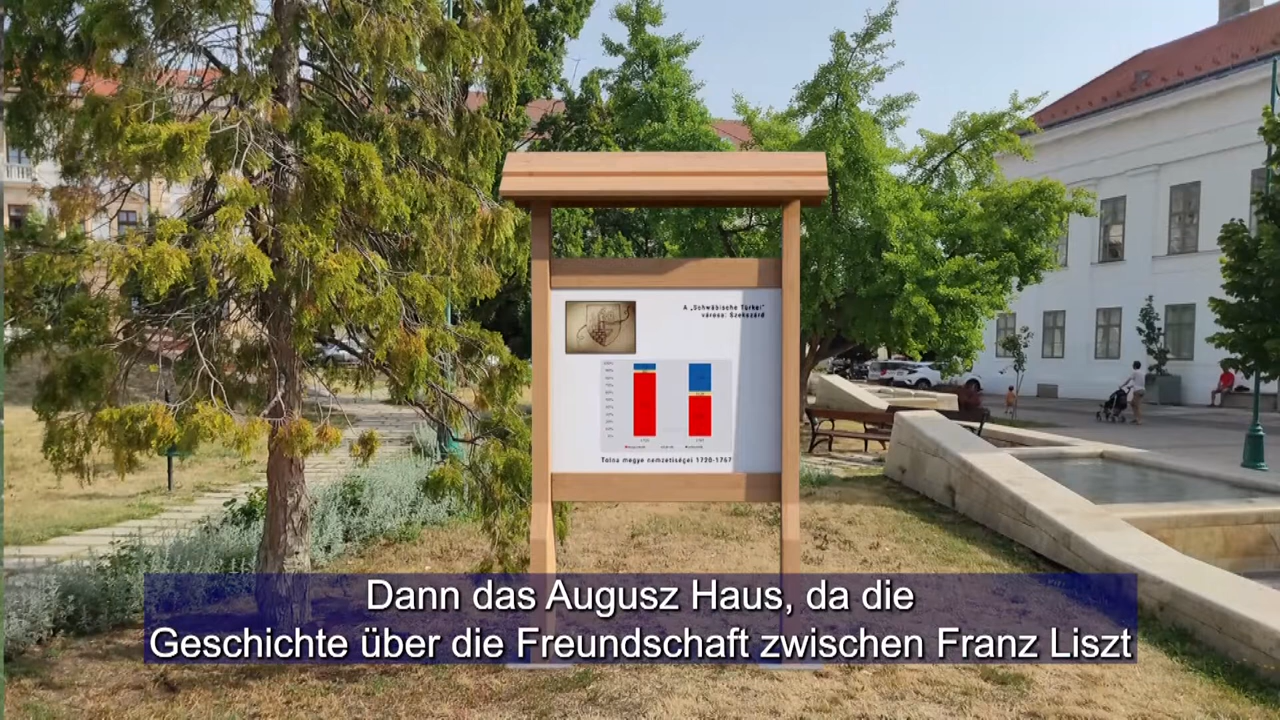 A „Schwäbische Türkei"
városa: Szekszárd
Tolna megye nemzetiségei 1720-1767
Dann das Augusz Haus, da die
Geschichte über die Freundschaft zwischen Franz Liszt